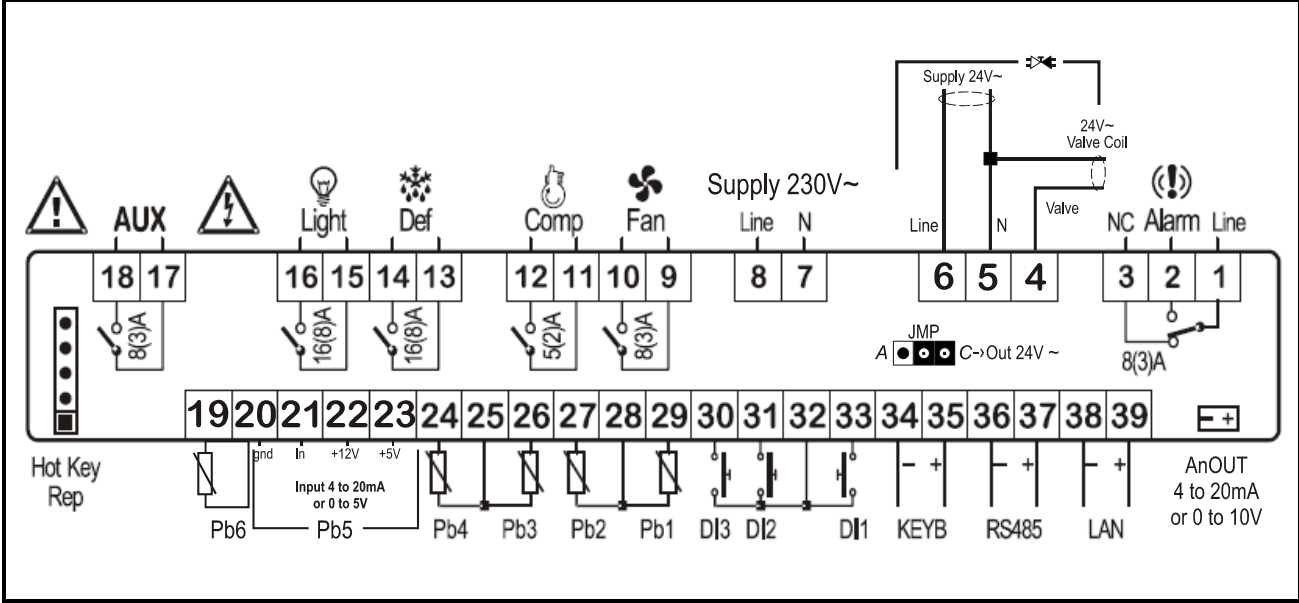 Supply 24V~
24V~
Valve Coil
AUX
Light
Def
Comp
Fan
Supply 230V~
Line N
Line
N
Valve
NC Alarm Line
18 17
16 15
14 13
12 11
10 9
8 7
6 5 4
3 2 1
8(3)A
16(8)A
16(8)A
5(2)A
8(3)A
8(3)A
JMP
A C->Out 24V ~
19 20 21 22 23 24 25 26 27 28 29 30 31 32 33 34 35 36 37 38 39
- +
gnd In +12V +5V
Input 4 to 20mA
or 0 to 5V
- +
- +
- +
Hot Key
Rep
Pb6
Pb5
Pb4
Pb3
Pb2
Pb1
DI3
DI2
DI1
KEYB
RS485
LAN
AnOUT
4 to 20mA
or 0 to 10V